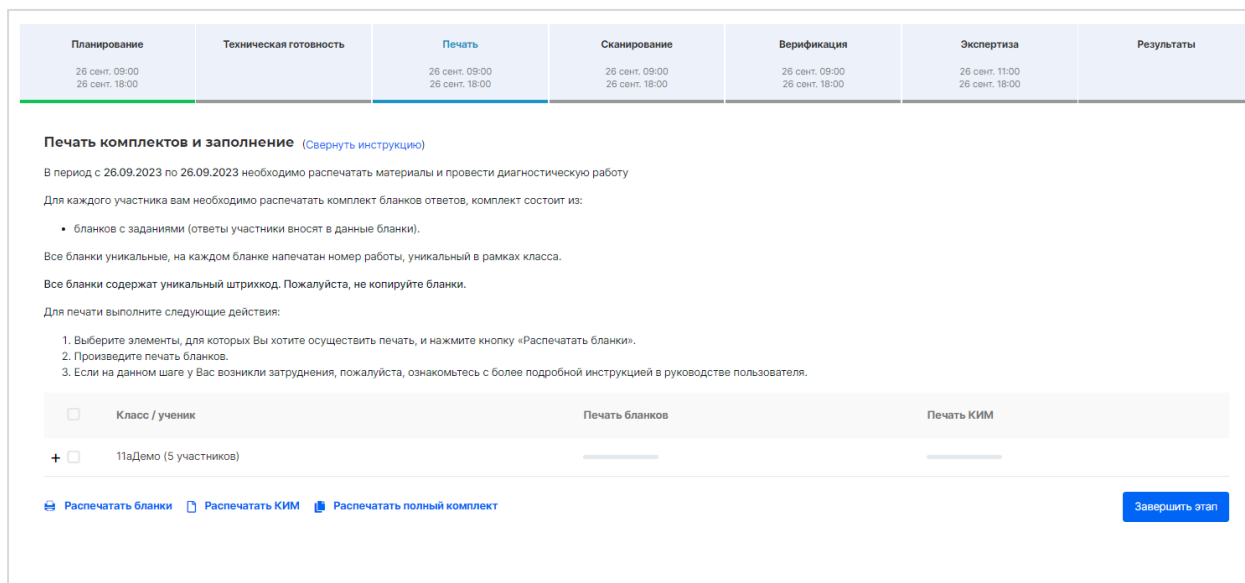 Планирование
Техническая готовность
Печать
Сканирование
Верификация
Экспертиза
Результаты
26 сент. 09:00
26 сент. 18:00
26 сент. 09:00
26 сент. 18:00
26 сент. 09:00
26 сент. 18:00
26 сент. 09:00
26 сент. 18:00
26 сент. 11:00
26 сент. 18:00
Печать комплектов и заполнение (Свернуть инструкцию)
В период с 26.09.2023 по 26.09.2023 необходимо распечатать материалы и провести диагностическую работу
Для каждого участника вам необходимо распечатать комплект бланков ответов, комплект состоит из:
• бланков с заданиями (ответы участники вносят в данные бланки).
Все бланки уникальные, на каждом бланке напечатан номер работы, уникальный в рамках класса.
Все бланки содержат уникальный штрихкод. Пожалуйста, не копируйте бланки.
Для печати выполните следующие действия:
1. Выберите элементы, для которых Вы хотите осуществить печать, и нажмите кнопку «Распечатать бланки».
2. Произведите печать бланков.
3. Если на данном шаге у Вас возникли затруднения, пожалуйста, ознакомьтесь с более подробной инструкцией в руководстве пользователя.
Класс / ученик
Печать бланков
Печать КИМ
+ 11аДемо (5 участников)
Распечатать бланки
Распечатать КИМ
Распечатать полный комплект
Завершить этап